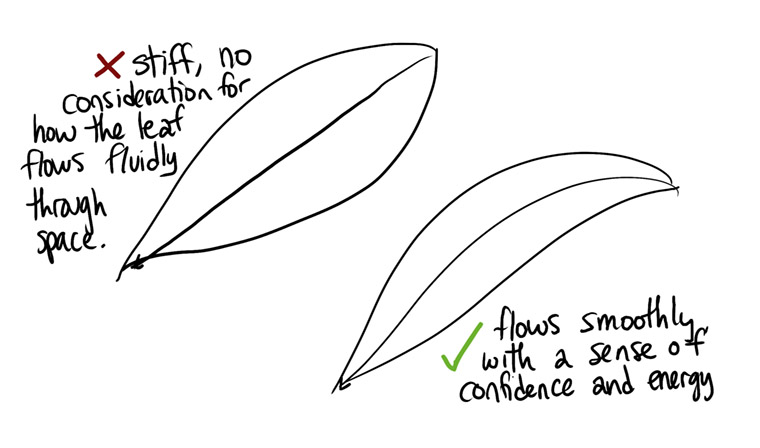 stiff, no
consideration for
how the leaf
flows fluidly
through
space.
flows smoothly
with a sense of
confidence and energy